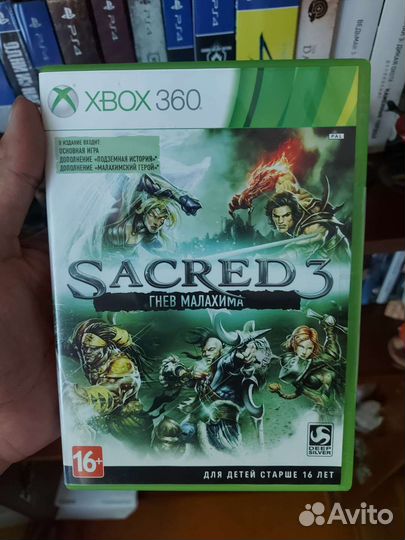 XBOX 360
PAL
В ИЗДАНИЕ ВХОДИТ:
ОСНОВНАЯ ИГРА
ДОПОЛНЕНИЕ «ПОДЗЕМНАЯ ИСТОРИЯ»
ДОПОЛНЕНИЕ «МАЛАХИМСКИЙ ГЕРОЙ»
SACRED 3
ГНЕВ МАЛАХИМА
16+
DEEP
SILVER
ДЛЯ ДЕТЕЙ СТАРШЕ 16 ЛЕТ
Avito